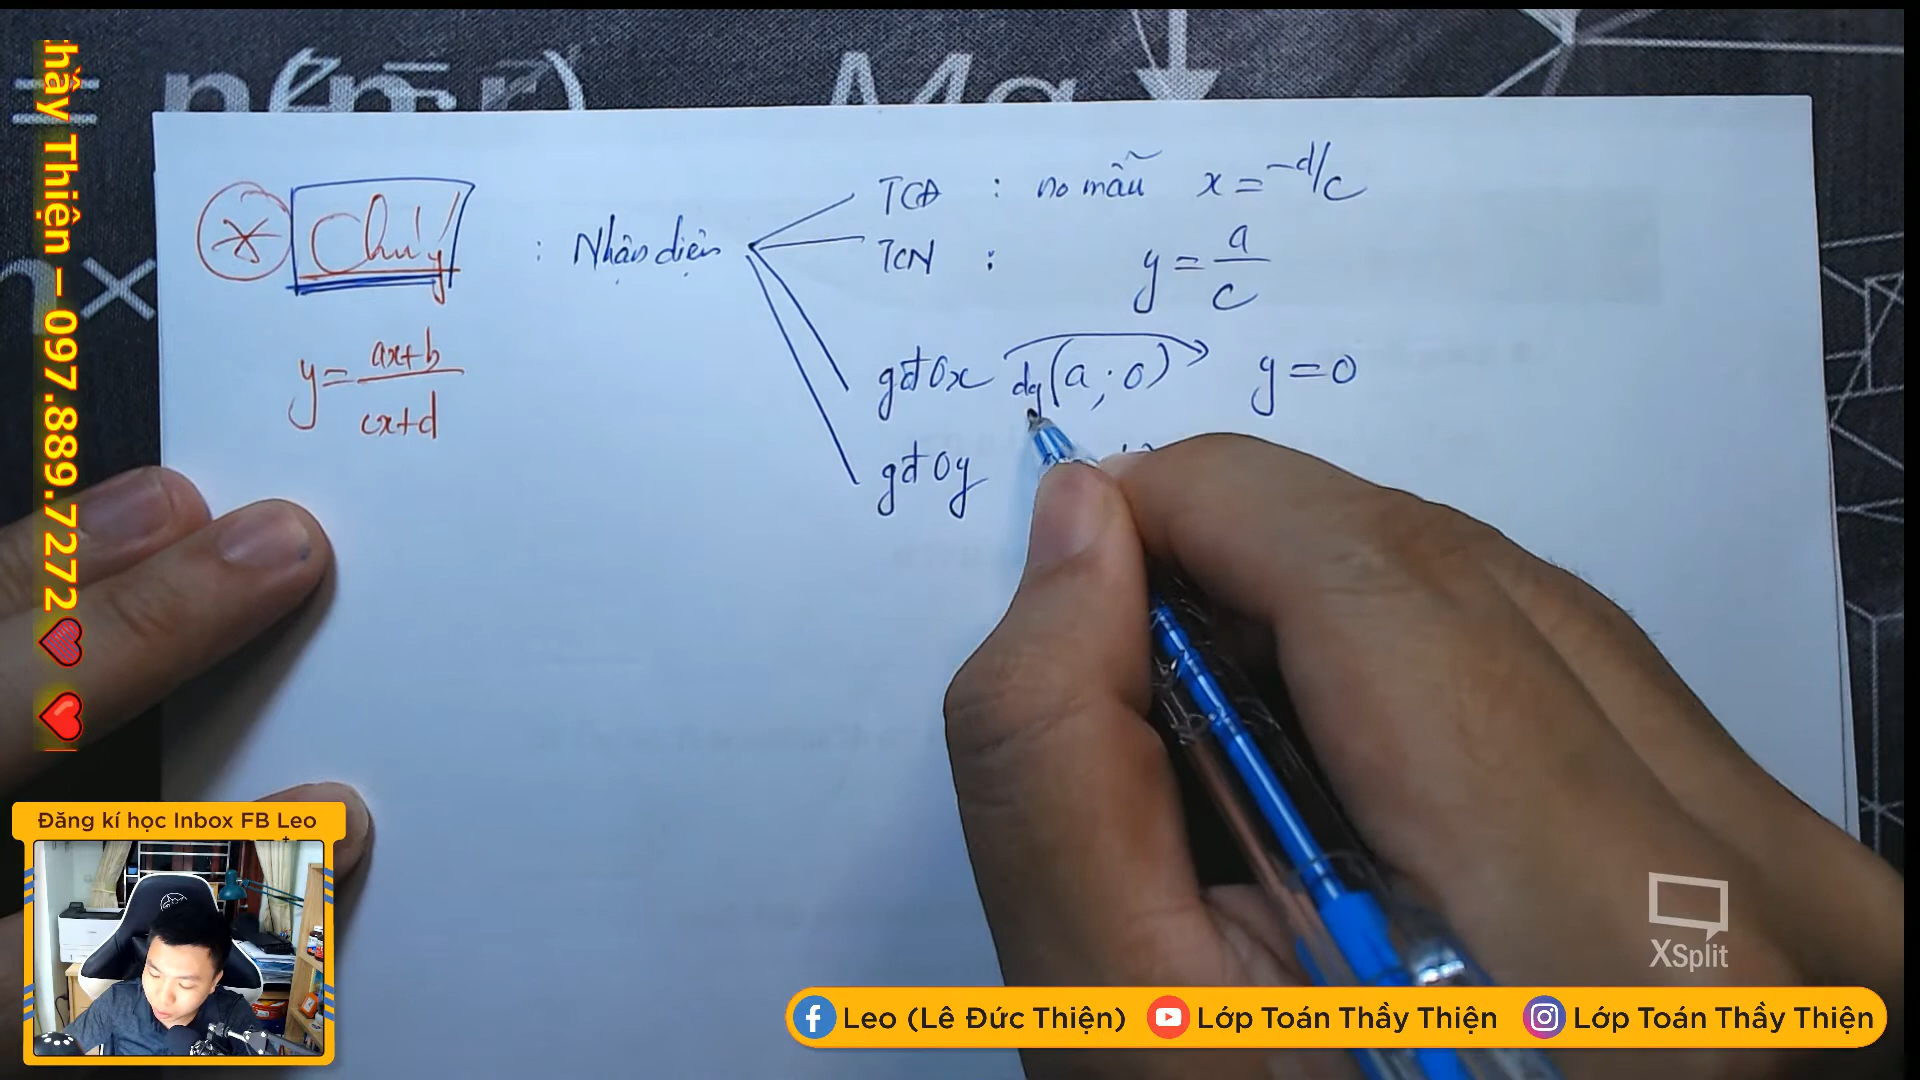 hầy Thiện – 097.889.7272
= n(
Mg
n×
* Chú ý : Nhận diện
TCĐ : no mẫu x = -d/c
TCN : y = a/c
y = ax+b/cx+d
gđ Ox dg (a ; 0) y = 0
gđ Oy
Đăng kí học Inbox FB Leo
XSplit
Leo (Lê Đức Thiện) Lớp Toán Thầy Thiện Lớp Toán Thầy Thiện